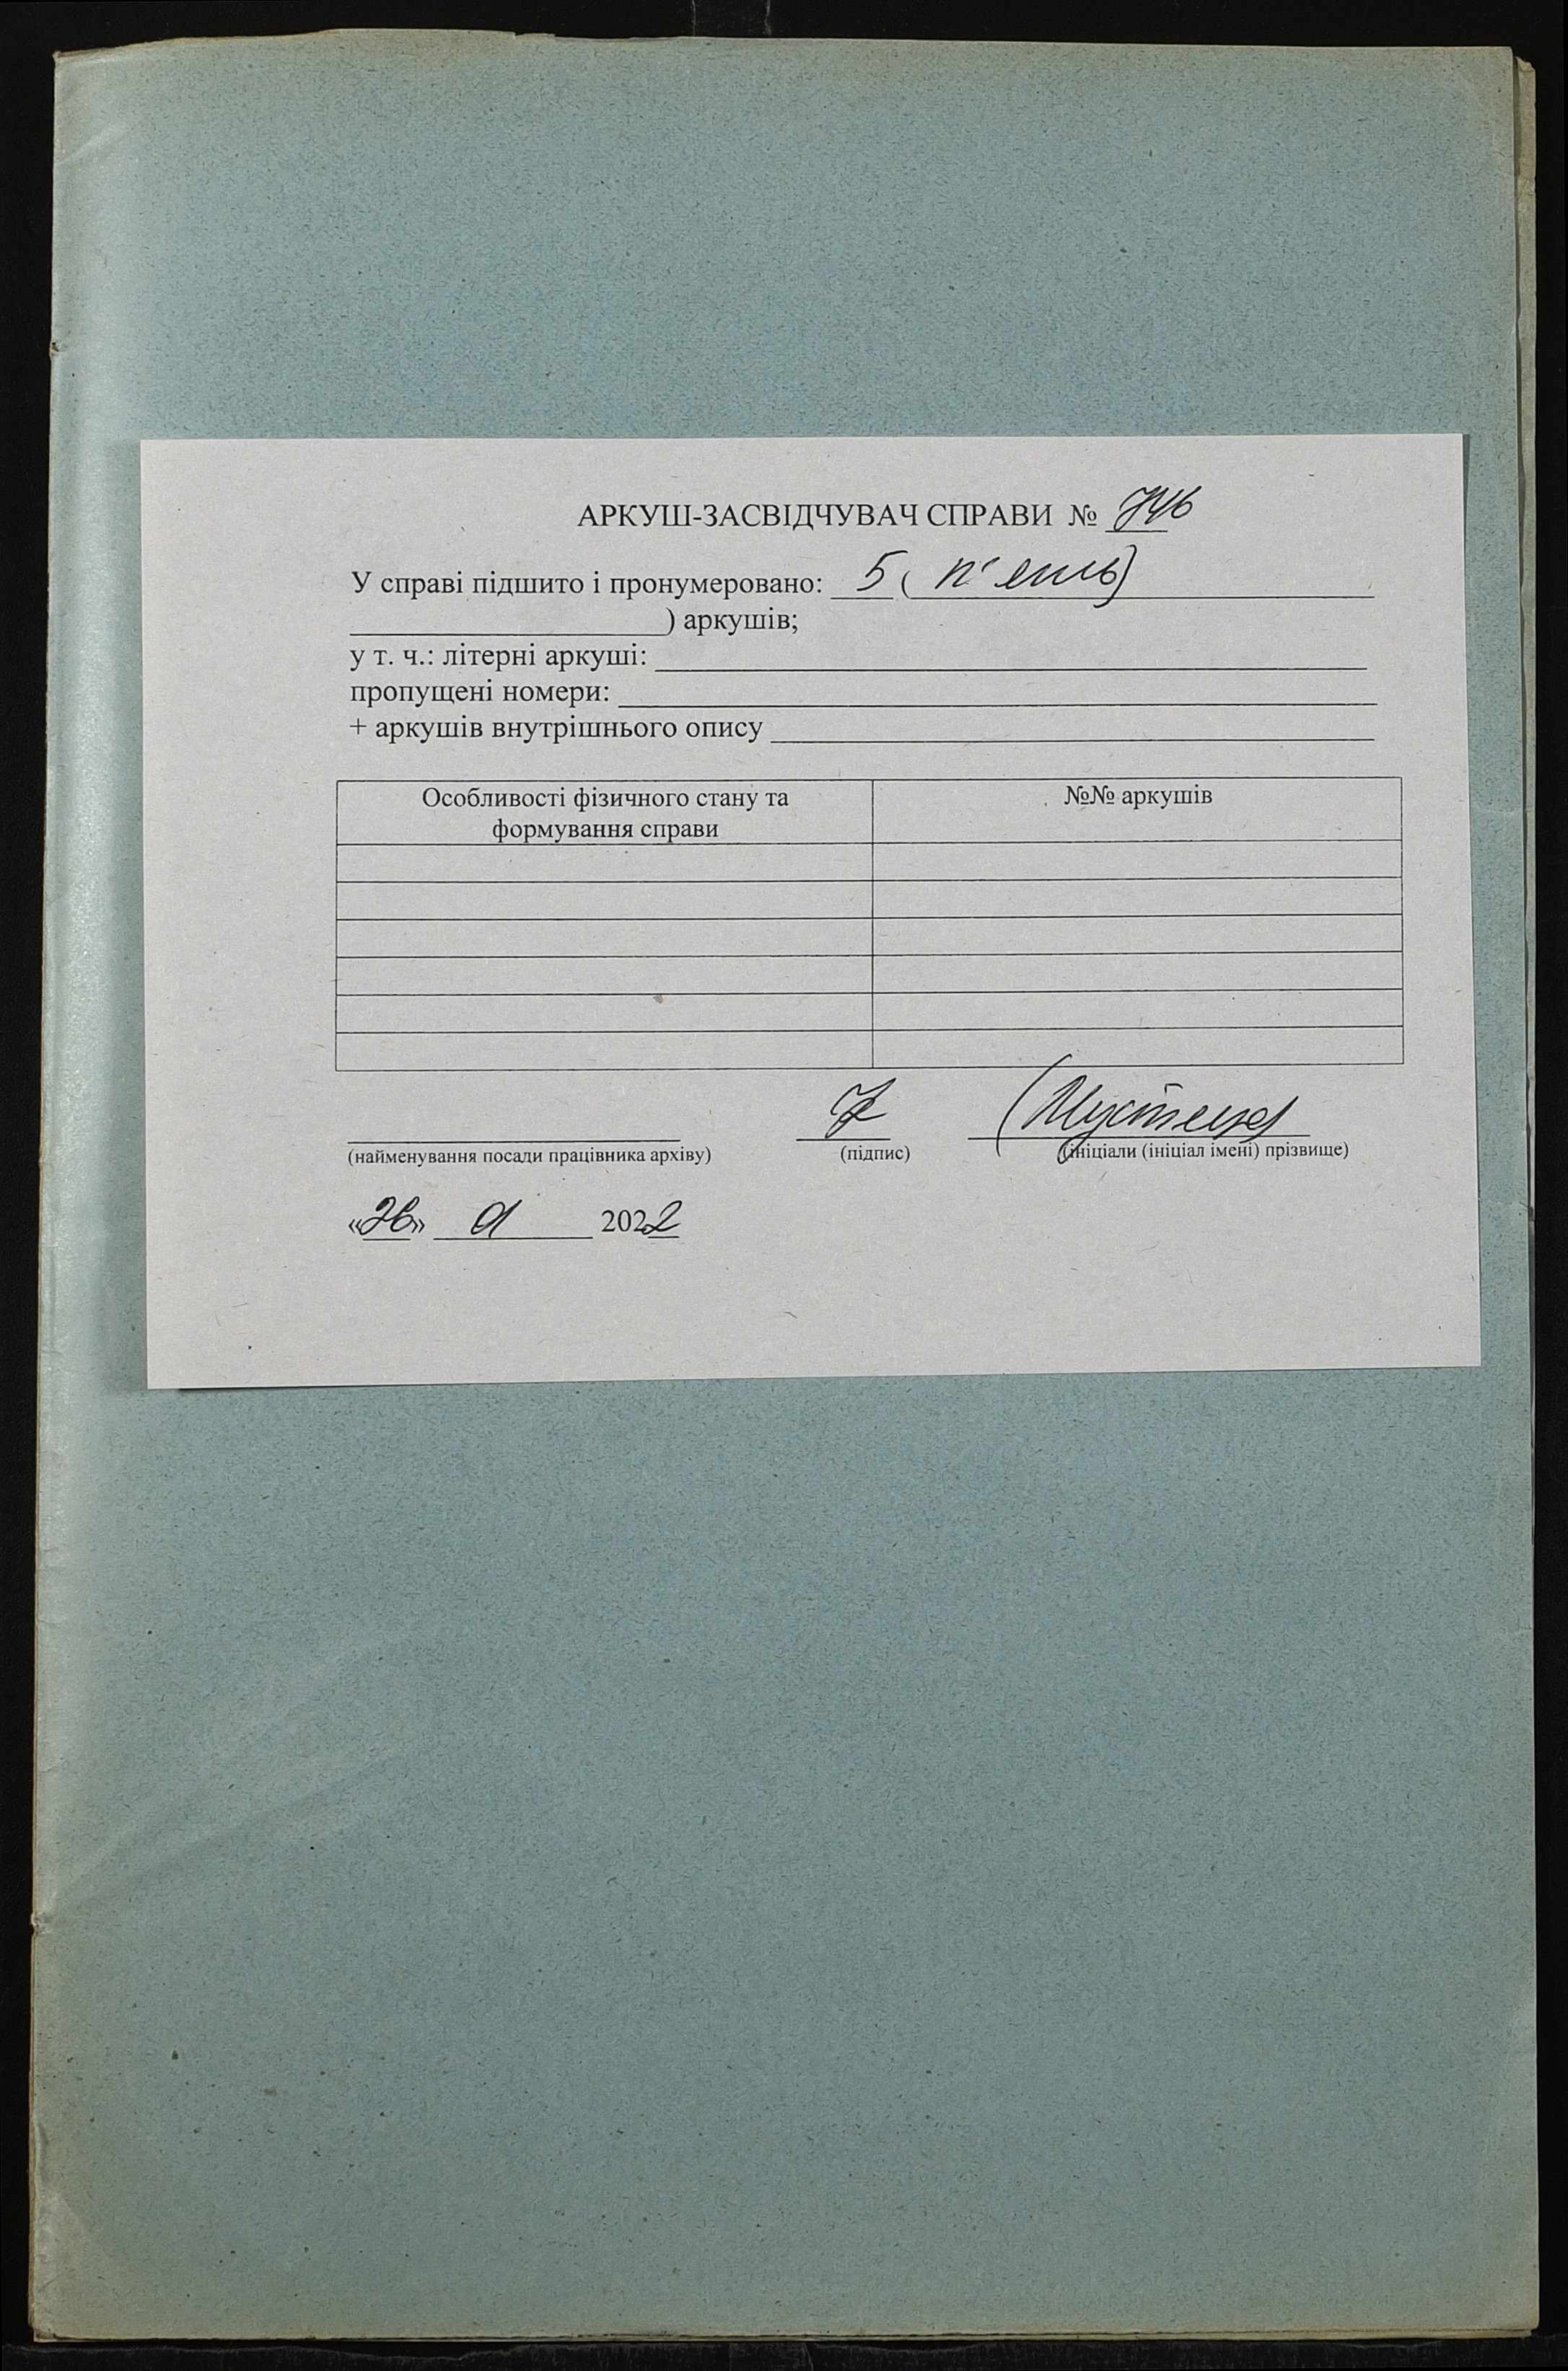 АРКУШ-ЗАСВІДЧУВАЧ СПРАВИ № 746
У справі підшито і пронумеровано: 5 ( п'ять)
) аркушів;
у т. ч.: літерні аркуші:
пропущені номери:
+ аркушів внутрішнього опису
Особливості фізичного стану та
формування справи
№№ аркушів
(найменування посади працівника архіву)
(підпис)
(ініціали (ініціал імені) прізвище)
«26» 2022